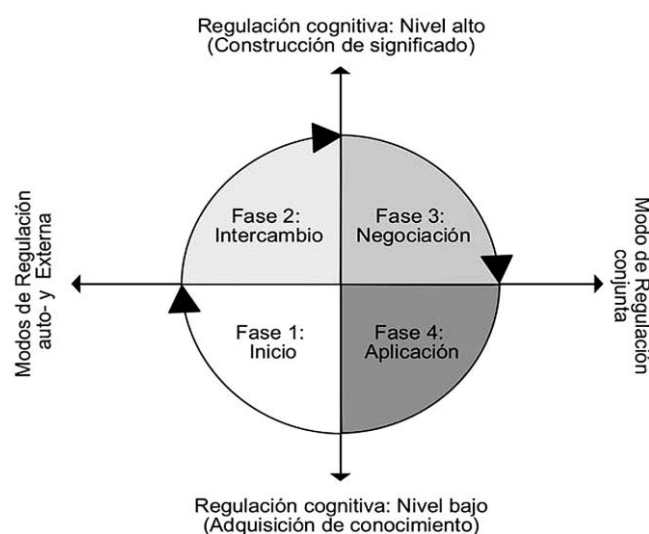 Regulación cognitiva: Nivel alto
(Construcción de significado)
Modos de Regulación
auto- y Externa
Fase 2:
Intercambio
Fase 3:
Negociación
Modo de Regulación
conjunta
Fase 1:
Inicio
Fase 4:
Aplicación
Regulación cognitiva: Nivel bajo
(Adquisición de conocimiento)